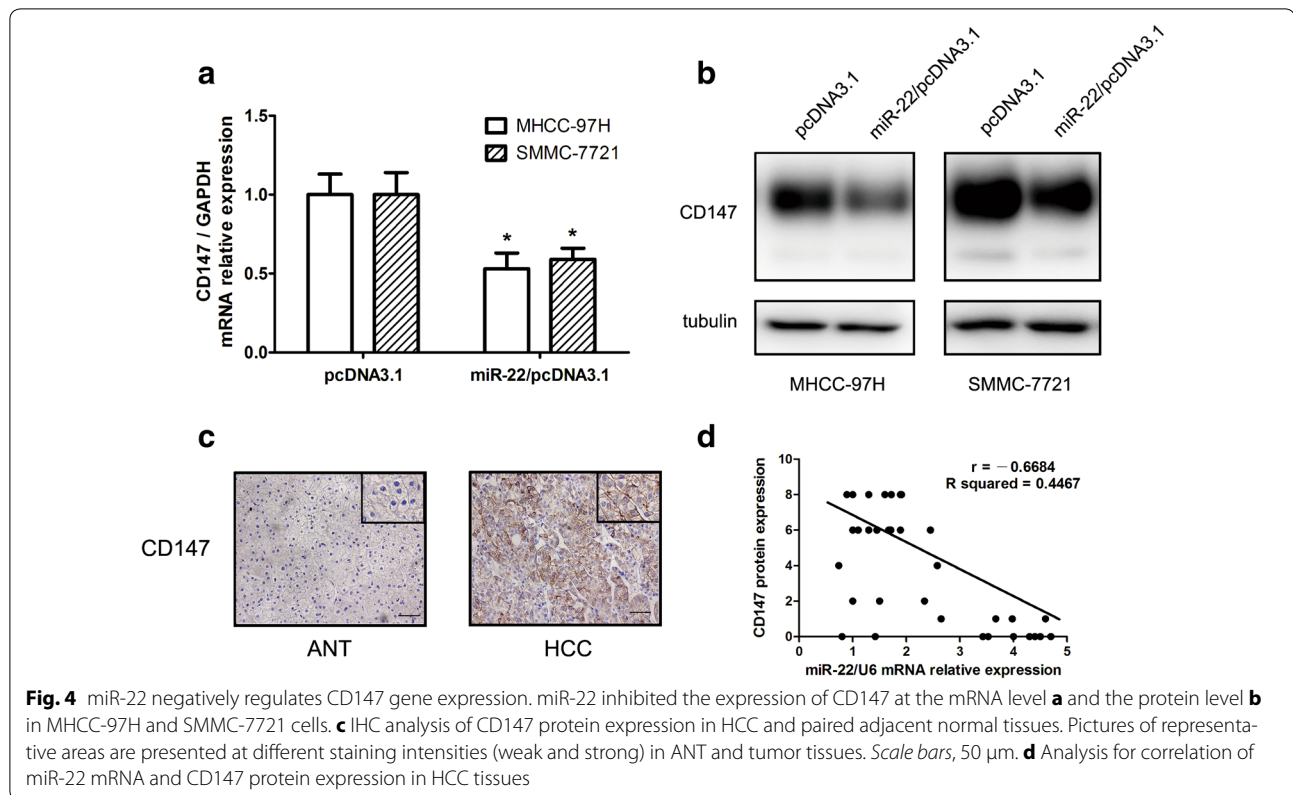 a
CD147 / GAPDH
mRNA relative expression
1.5
1.0
0.5
0.0
MHCC-97H
SMMC-7721
*
*
pcDNA3.1
miR-22/pcDNA3.1
b
pcDNA3.1
miR-22/pcDNA3.1
pcDNA3.1
miR-22/pcDNA3.1
CD147
tubulin
MHCC-97H
SMMC-7721
c
CD147
ANT
HCC
d
r = −0.6684
R squared = 0.4467
CD147 protein expression
10
8
6
4
2
0
0
1
2
3
4
5
miR-22/U6 mRNA relative expression
Fig. 4 miR-22 negatively regulates CD147 gene expression. miR-22 inhibited the expression of CD147 at the mRNA level a and the protein level b
in MHCC-97H and SMMC-7721 cells. c IHC analysis of CD147 protein expression in HCC and paired adjacent normal tissues. Pictures of representa-
tive areas are presented at different staining intensities (weak and strong) in ANT and tumor tissues. Scale bars, 50 μm. d Analysis for correlation of
miR-22 mRNA and CD147 protein expression in HCC tissues